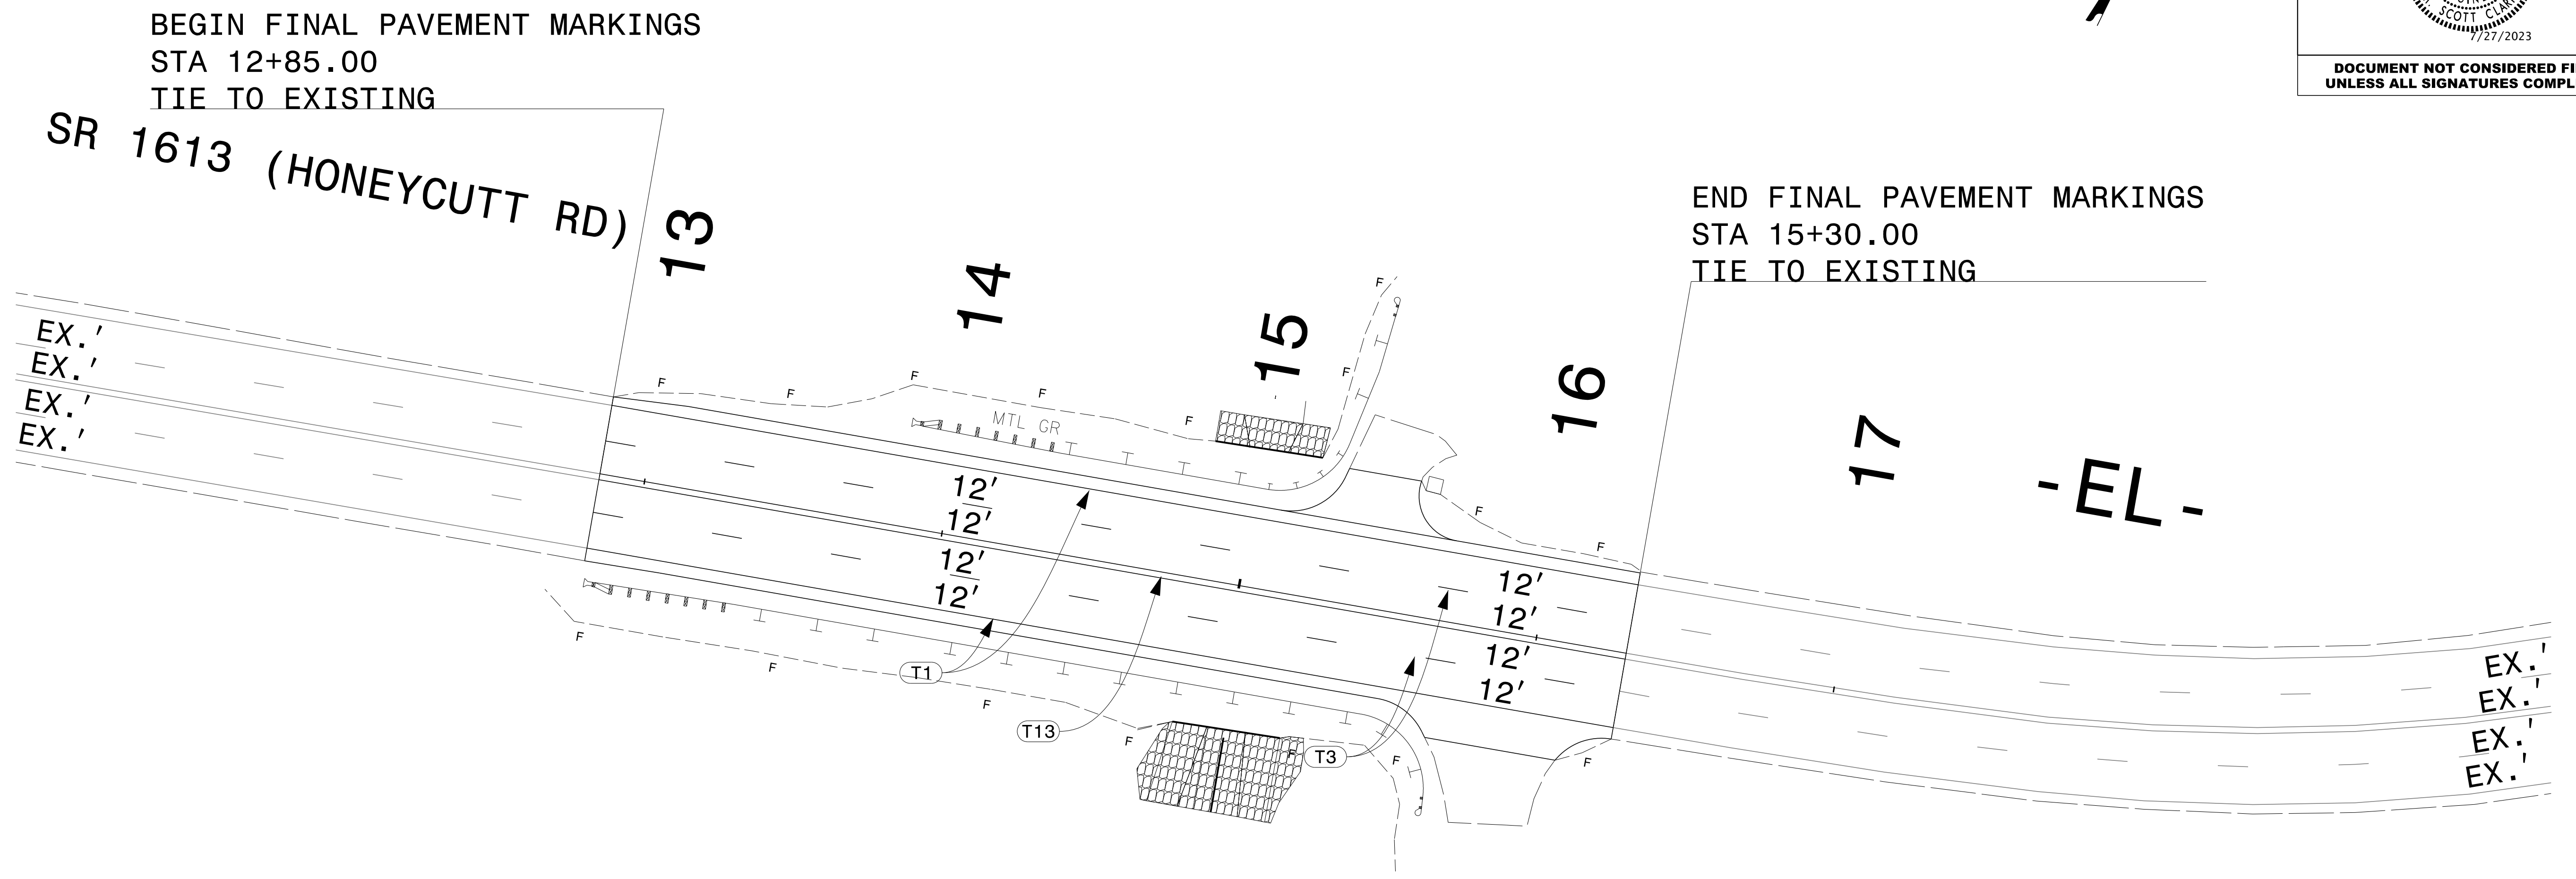 BEGIN FINAL PAVEMENT MARKINGS
STA 12+85.00
TIE TO EXISTING
SCOTT
7/27/2023
DOCUMENT NOT CONSIDERED
UNLESS ALL SIGNATURES
SR 1613 (HONEYCUTT RD)
END FINAL PAVEMENT MARKINGS
STA 15+30.00
TIE TO EXISTING
13
14
15
16
17
-EL-
EX.'
EX.'
EX.'
EX.'
F
F
F
F
F
F
F
F
F
MTL GR
12'
12'
12'
12'
12'
12'
12'
12'
EX.'
EX.'
EX.'
EX.'
T1
T13
T3
F
F
F
F
F
F
F